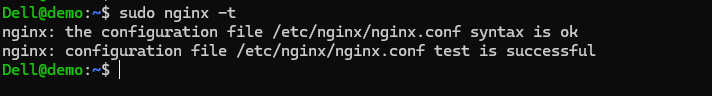 Dell@demo:~$ sudo nginx -t
nginx: the configuration file /etc/nginx/nginx.conf syntax is ok
nginx: configuration file /etc/nginx/nginx.conf test is successful
Dell@demo:~$